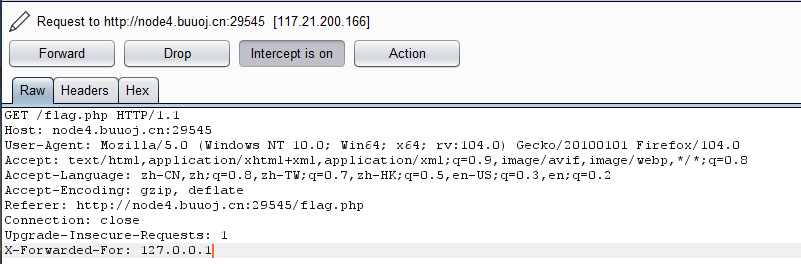 Request to http://node4.buuoj.cn:29545 [117.21.200.166]
Forward Drop Intercept is on Action
Raw Headers Hex
GET /flag.php HTTP/1.1
Host: node4.buuoj.cn:29545
User-Agent: Mozilla/5.0 (Windows NT 10.0; Win64; x64; rv:104.0) Gecko/20100101 Firefox/104.0
Accept: text/html,application/xhtml+xml,application/xml;q=0.9,image/avif,image/webp,*/*;q=0.8
Accept-Language: zh-CN,zh;q=0.8,zh-TW;q=0.7,zh-HK;q=0.5,en-US;q=0.3,en;q=0.2
Accept-Encoding: gzip, deflate
Referer: http://node4.buuoj.cn:29545/flag.php
Connection: close
Upgrade-Insecure-Requests: 1
X-Forwarded-For: 127.0.0.1